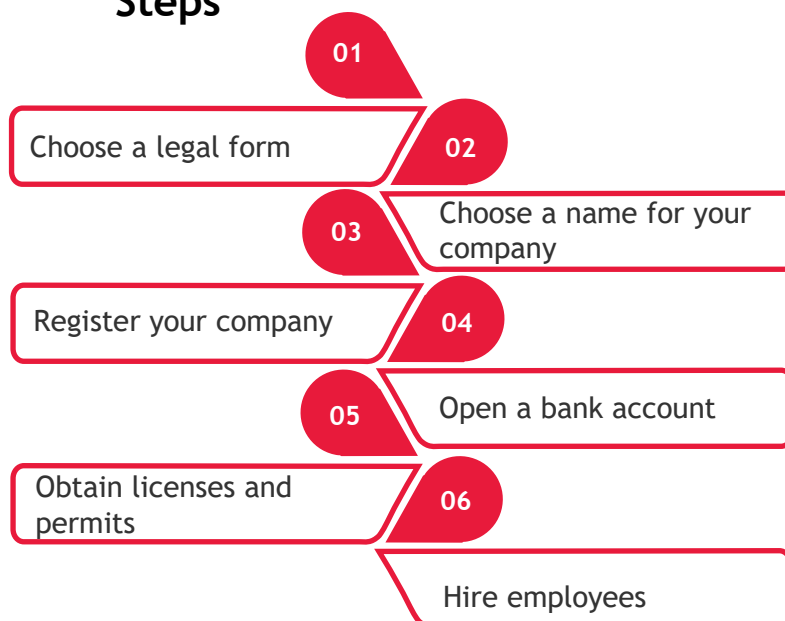 Steps
01
Choose a legal form
02
Choose a name for your
company
03
Register your company
04
Open a bank account
05
Obtain licenses and
permits
06
Hire employees